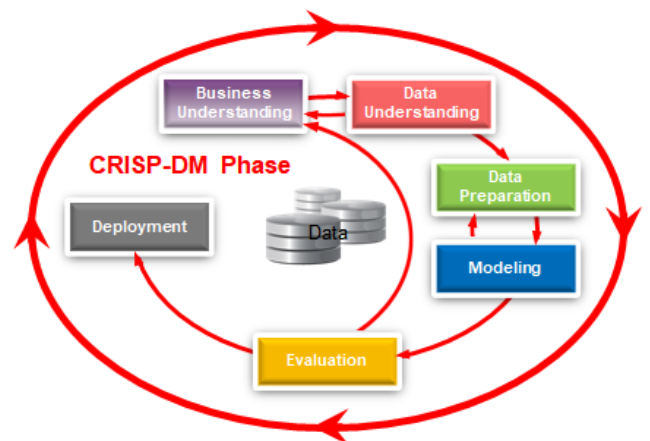 Business
Understanding
Data
Understanding
CRISP-DM Phase
Data
Preparation
Deployment
Data
Modeling
Evaluation